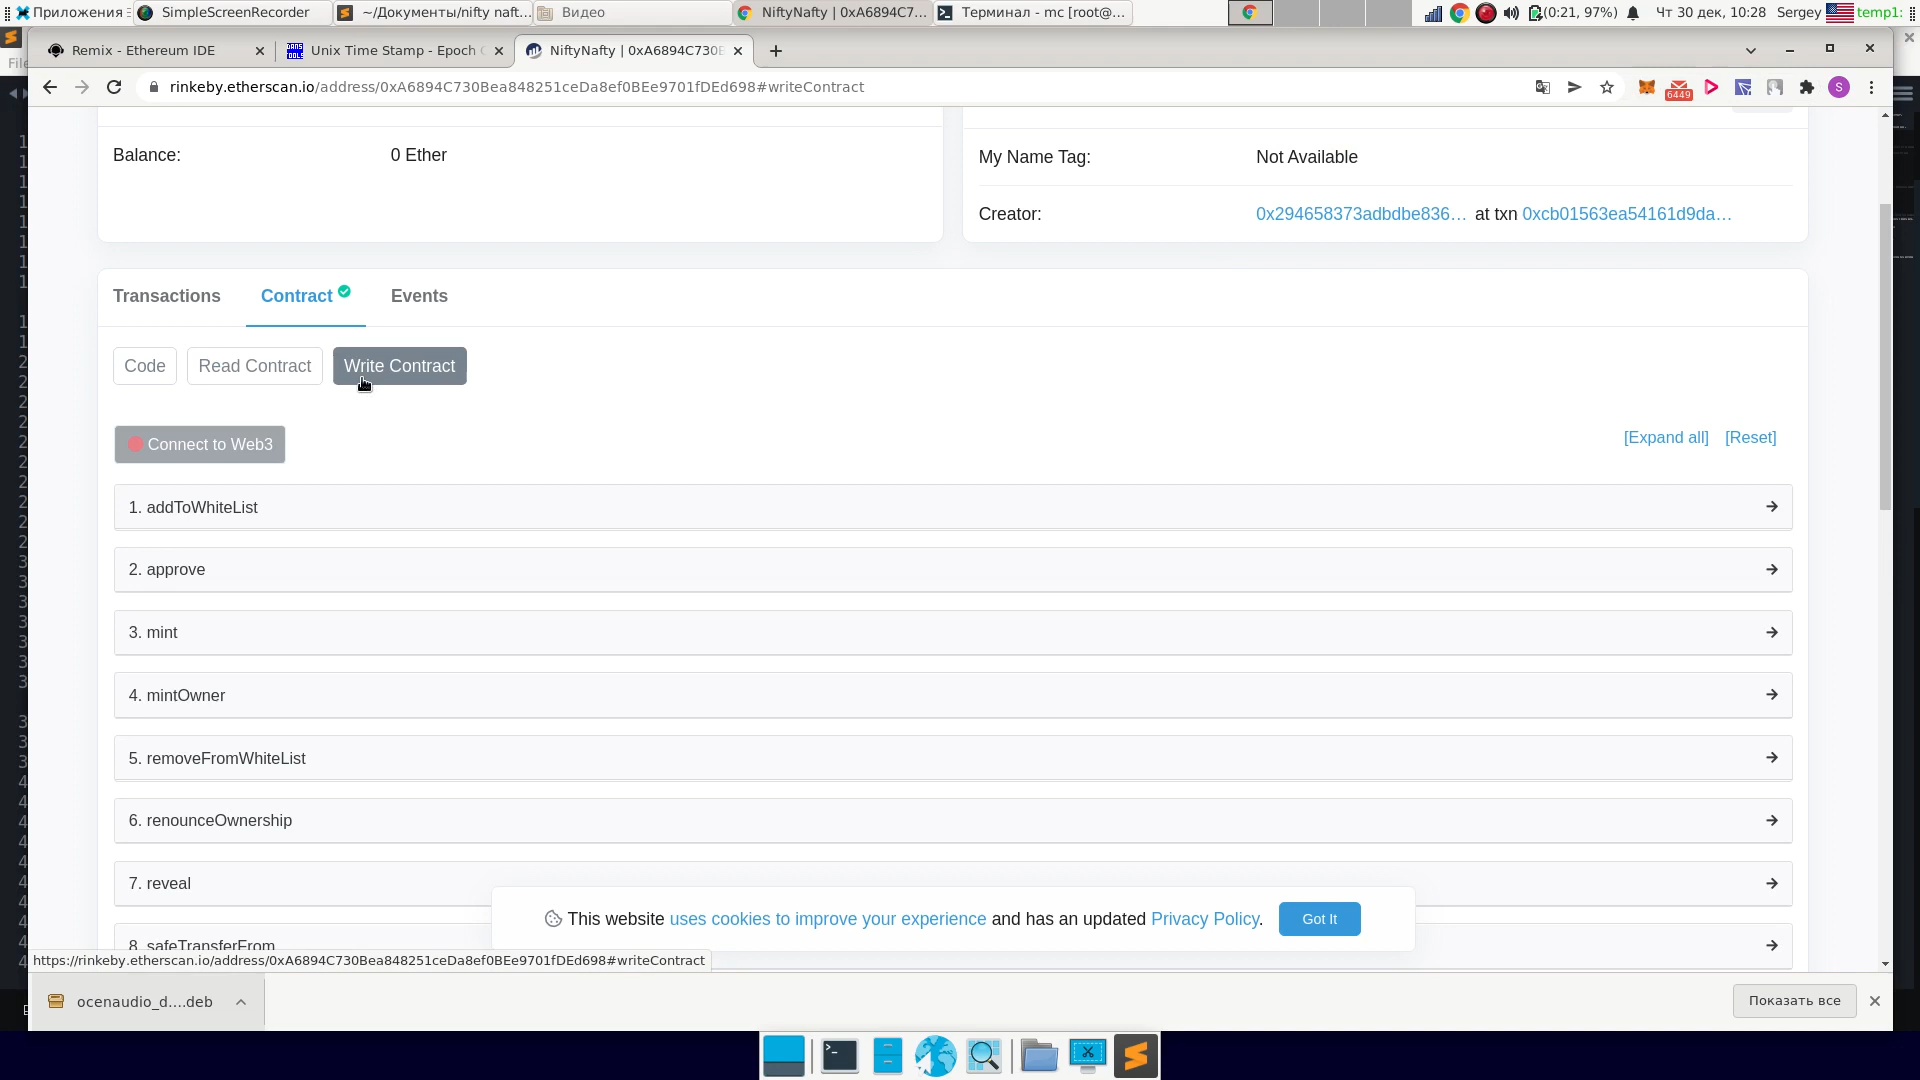 Приложения
SimpleScreenRecorder
~/Документы/nifty naft...
Видео
NiftyNafty | 0xA6894C7...
Терминал - mc [root@...
(0:21, 97%)
Чт 30 дек, 10:28
Sergey
temp1:
File
Remix - Ethereum IDE
Unix Time Stamp - Epoch
NiftyNafty | 0xA6894C730B
rinkeby.etherscan.io/address/0xA6894C730Bea848251ceDa8ef0BEe9701fDEd698#writeContract
6449
S
Balance:
0 Ether
My Name Tag:
Not Available
Creator:
0x294658373adbdbe836... at txn 0xcb01563ea54161d9da...
Transactions
Contract
Events
Code
Read Contract
Write Contract
Connect to Web3
[Expand all]
[Reset]
1. addToWhiteList
2. approve
3. mint
4. mintOwner
5. removeFromWhiteList
6. renounceOwnership
7. reveal
8. safeTransferFrom
This website uses cookies to improve your experience and has an updated Privacy Policy.
Got It
https://rinkeby.etherscan.io/address/0xA6894C730Bea848251ceDa8ef0BEe9701fDEd698#writeContract
ocenaudio_d....deb
Показать все